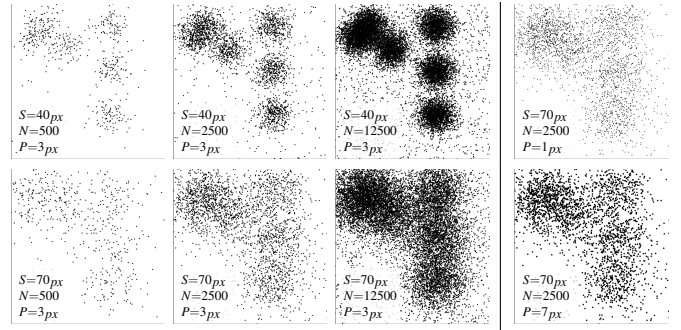 S=40px
N=500
P=3px
S=40px
N=2500
P=3px
S=40px
N=12500
P=3px
S=70px
N=2500
P=1px
S=70px
N=500
P=3px
S=70px
N=2500
P=3px
S=70px
N=12500
P=3px
S=70px
N=2500
P=7px